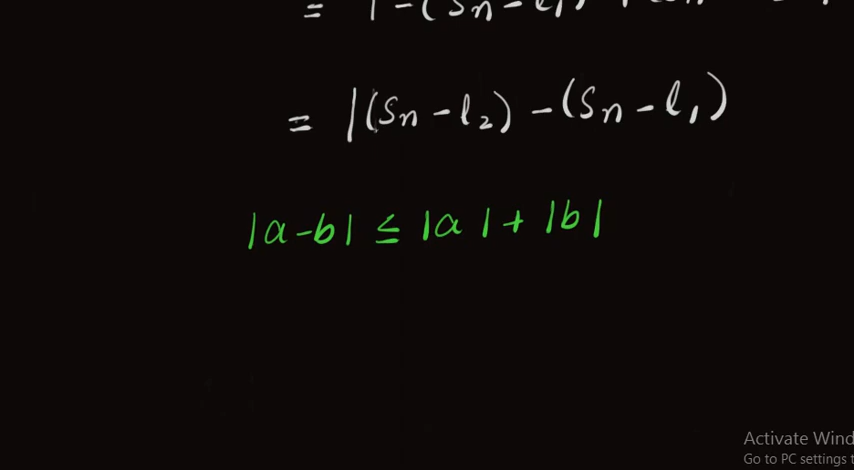 = |(Sn - l2) - (Sn - l1)
|a - b| ≤ |a| + |b|
Activate Wind
Go to PC settings t